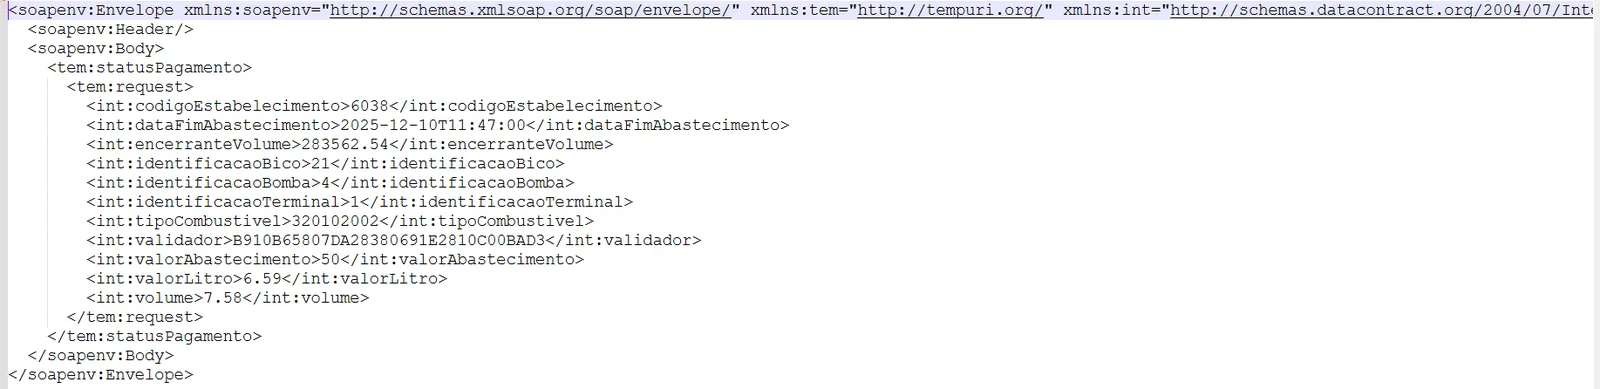 <soapenv:Envelope xmlns:soapenv="http://schemas.xmlsoap.org/soap/envelope/" xmlns:tem="http://tempuri.org/" xmlns:int="http://schemas.datacontract.org/2004/07/Inte
<soapenv:Header/>
<soapenv:Body>
<tem:statusPagamento>
<tem:request>
<int:codigoEstabelecimento>6038</int:codigoEstabelecimento>
<int:dataFimAbastecimento>2025-12-10T11:47:00</int:dataFimAbastecimento>
<int:encerranteVolume>283562.54</int:encerranteVolume>
<int:identificacaoBico>21</int:identificacaoBico>
<int:identificacaoBomba>4</int:identificacaoBomba>
<int:identificacaoTerminal>1</int:identificacaoTerminal>
<int:tipoCombustivel>320102002</int:tipoCombustivel>
<int:validador>B910B65807DA28380691E2810C00BAD3</int:validador>
<int:valorAbastecimento>50</int:valorAbastecimento>
<int:valorLitro>6.59</int:valorLitro>
<int:volume>7.58</int:volume>
</tem:request>
</tem:statusPagamento>
</soapenv:Body>
</soapenv:Envelope>